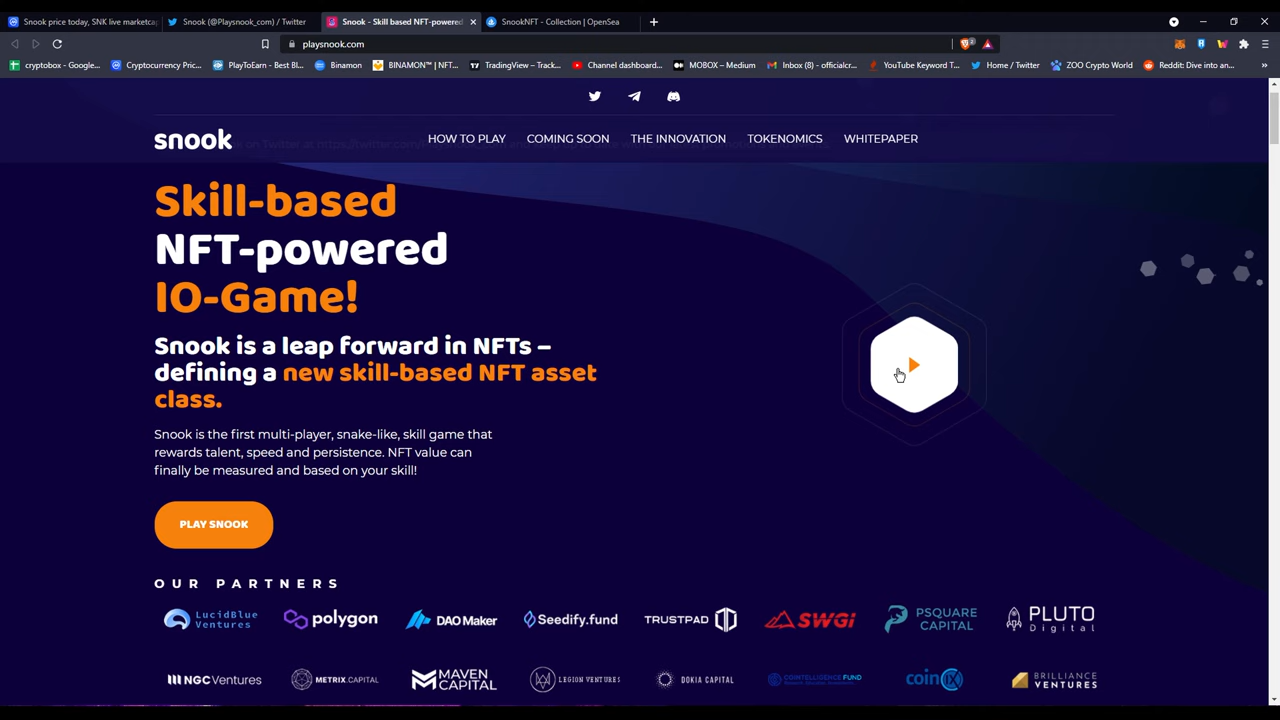 Snook price today, SNK live marketcap
Snook (@Playsnook_com) / Twitter
Snook - Skill based NFT-powered
SnookNFT - Collection | OpenSea
playsnook.com
cryptobox - Google...
Cryptocurrency Pric...
PlayToEarn - Best Bl...
Binamon
BINAMON™ | NFT...
TradingView – Track...
Channel dashboard...
MOBOX – Medium
Inbox (8) - officialcr...
YouTube Keyword T...
Home / Twitter
ZOO Crypto World
Reddit: Dive into an...
snook
HOW TO PLAY
COMING SOON
THE INNOVATION
TOKENOMICS
WHITEPAPER
Skill-based
NFT-powered
IO-Game!
Snook is a leap forward in NFTs –
defining a new skill-based NFT asset
class.
Snook is the first multi-player, snake-like, skill game that
rewards talent, speed and persistence. NFT value can
finally be measured and based on your skill!
PLAY SNOOK
OUR PARTNERS
LucidBlue
Ventures
polygon
DAO Maker
Seedify.fund
TRUSTPAD
SWGi
PSQUARE
CAPITAL
PLUTO
Digital
NGC Ventures
METRIX.CAPITAL
MAVEN
CAPITAL
LEGION VENTURES
DOKIA CAPITAL
COINTELLIGENCE FUND
coinIX
BRILLIANCE
VENTURES